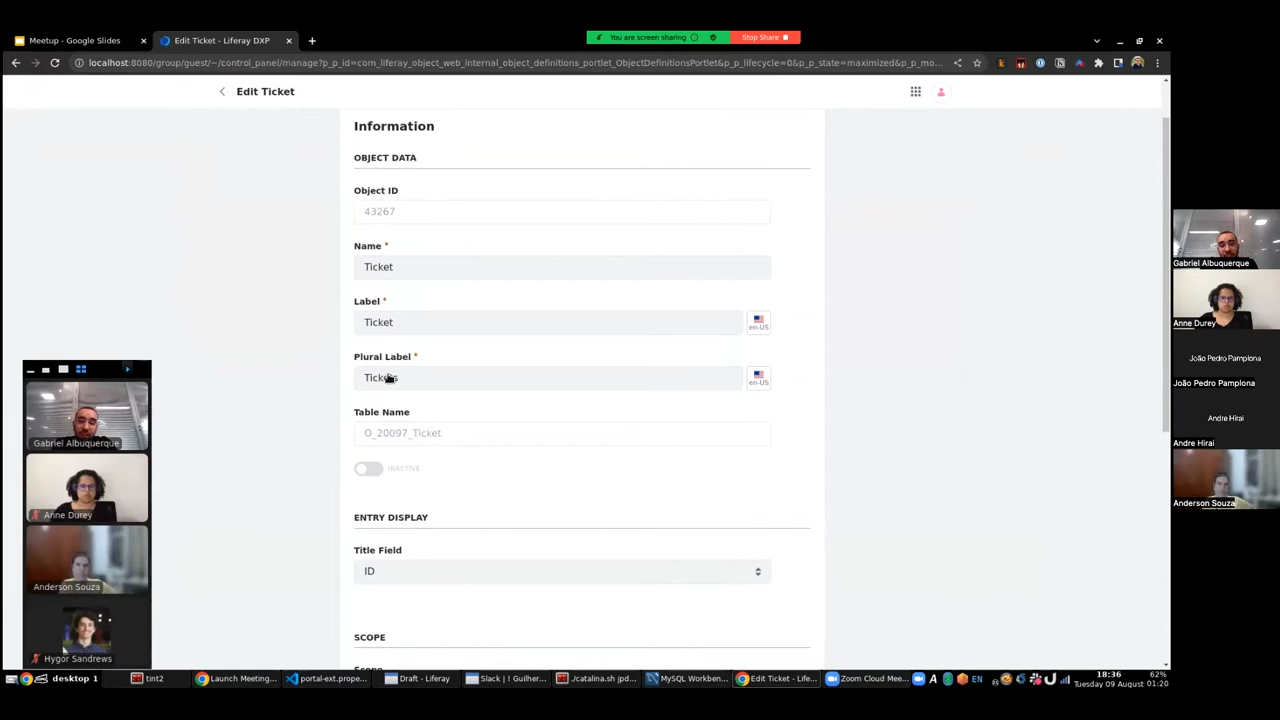 Meetup - Google Slides
Edit Ticket - Liferay DXP
You are screen sharing
Stop Share
localhost:8080/group/guest/~/control_panel/manage?p_p_id=com_liferay_object_web_internal_object_definitions_portlet_ObjectDefinitionsPortlet&p_p_lifecycle=0&p_p_state=maximized&p_p_mo...
Edit Ticket
Information
OBJECT DATA
Object ID
43267
Name *
Ticket
Label *
Ticket
en-US
Plural Label *
Tickets
en-US
Table Name
O_20097_Ticket
INACTIVE
ENTRY DISPLAY
Title Field
ID
SCOPE
Scope
Gabriel Albuquerque
Anne Durey
Anderson Souza
Hygor Sandrews
Gabriel Albuquerque
Anne Durey
João Pedro Pamplona
João Pedro Pamplona
Andre Hirai
Andre Hirai
Anderson Souza
desktop 1
tint2
Launch Meeting...
portal-ext.prope...
Draft - Liferay
Slack | ! Guilher...
./catalina.sh jpd...
MySQL Workben...
Edit Ticket - Life...
Zoom Cloud Mee...
EN
18:36
Tuesday 09 August
62%
01:20